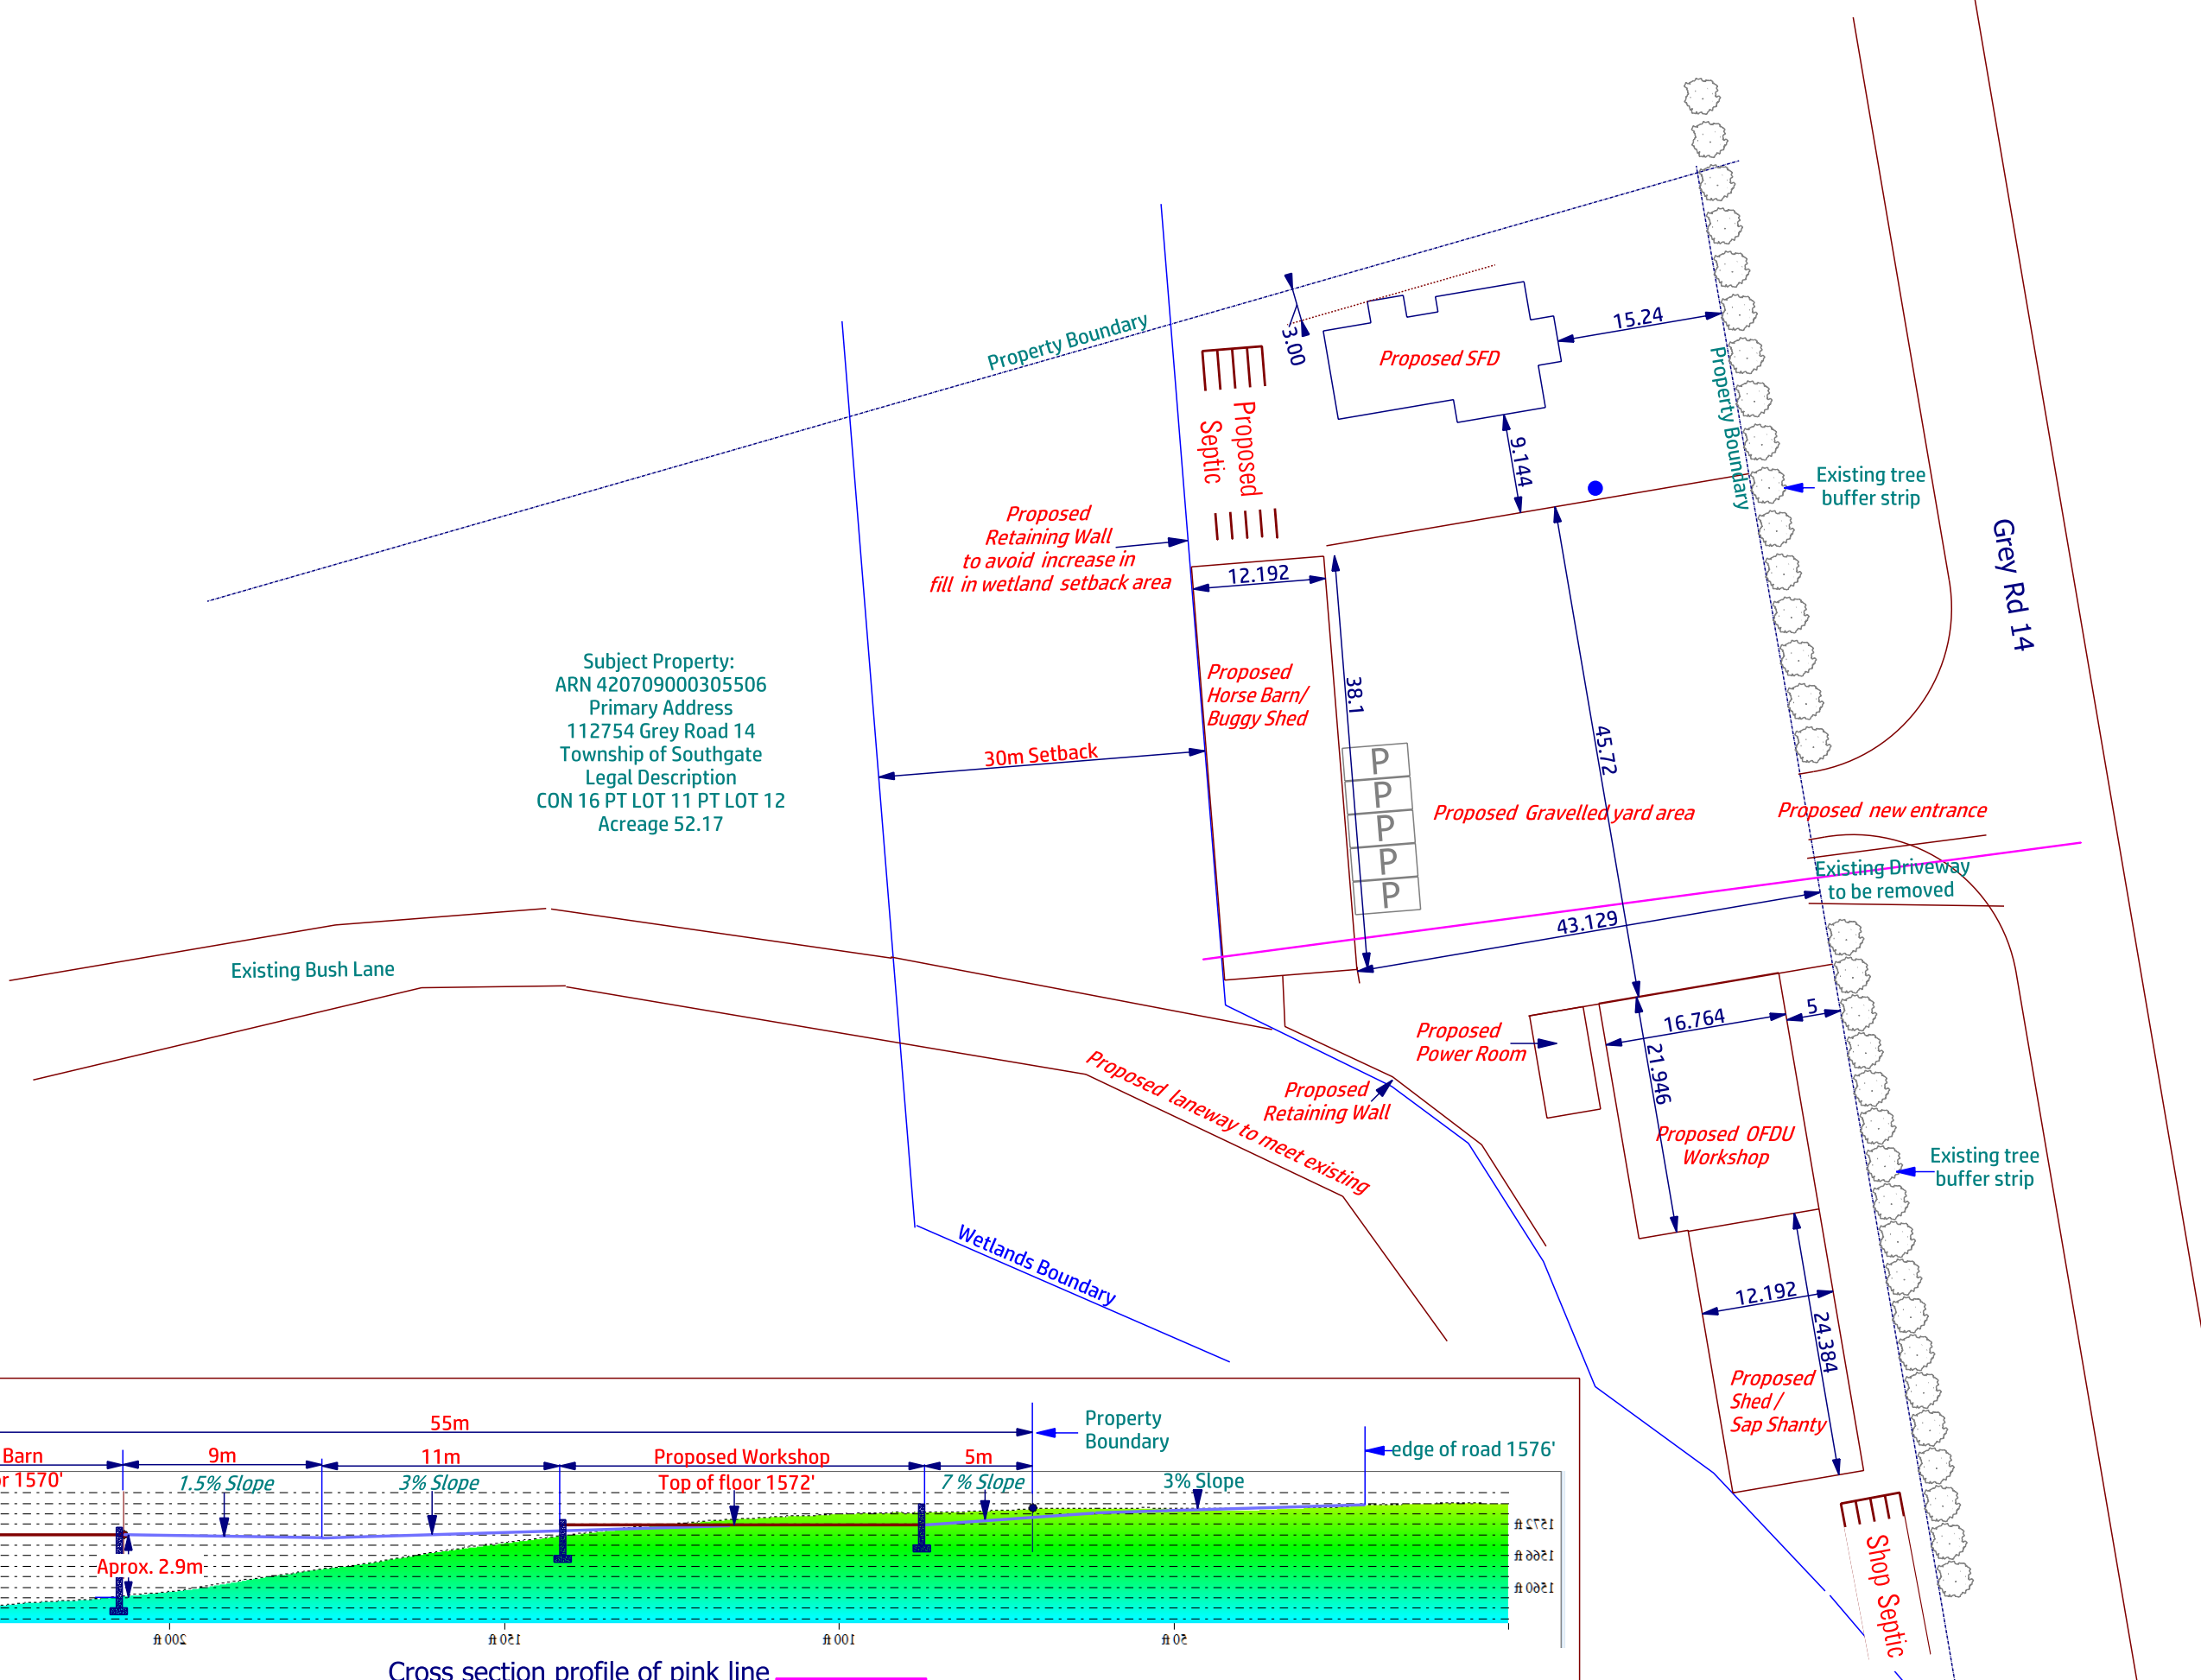 Property Boundary
3.00
Proposed SFD
15.24
Property Boundary
Proposed
Septic
9.144
Existing tree
buffer strip
Grey Rd 14
Proposed
Retaining Wall
to avoid increase in
fill in wetland setback area
12.192
Subject Property:
ARN 420709000305506
Primary Address
112754 Grey Road 14
Township of Southgate
Legal Description
CON 16 PT LOT 11 PT LOT 12
Acreage 52.17
Proposed
Horse Barn/
Buggy Shed
38.1
30m Setback
45.72
P
P
P
P
P
Proposed Gravelled yard area
Proposed new entrance
Existing Driveway
to be removed
43.129
Existing Bush Lane
Proposed
Power Room
16.764
5
21.946
Proposed laneway to meet existing
Proposed
Retaining Wall
Proposed OFDU
Workshop
Existing tree
buffer strip
Wetlands Boundary
12.192
24.384
Proposed
Shed /
Sap Shanty
Shop Septic
55m
Property
Boundary
Barn
9m
11m
Proposed Workshop
5m
edge of road 1576'
or 1570'
1.5% Slope
3% Slope
Top of floor 1572'
7 % Slope
3% Slope
1572 ft
1566 ft
1560 ft
Aprox. 2.9m
200 ft
150 ft
100 ft
50 ft
Cross section profile of pink line